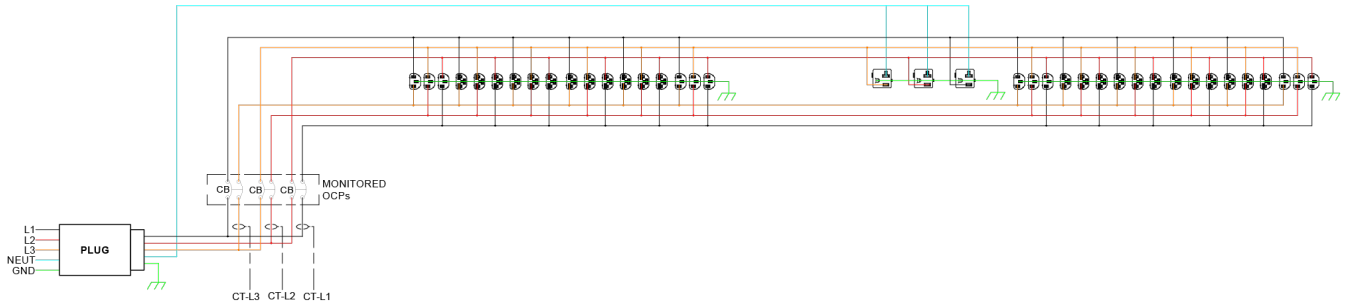 CB CB CB
MONITORED
OCPs
L1
L2
L3
NEUT
GND
PLUG
CT-L3 CT-L2 CT-L1